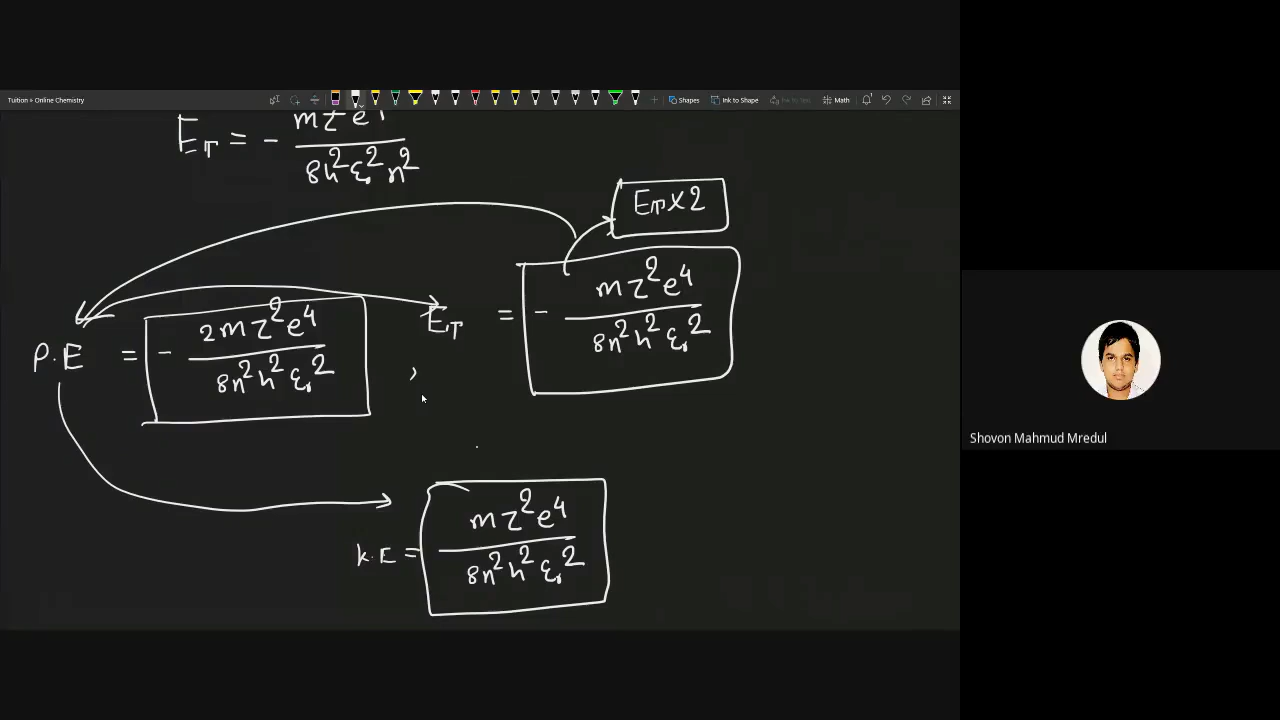 Tuition » Online Chemistry
Shapes
Ink to Shape
Math
E_T = - mze / 8h²ε₀²n²
E_T × 2
P.E = - 2mz²e⁴ / 8n²h²ε₀² , E_T = - mz²e⁴ / 8n²h²ε₀²
K.E = mz²e⁴ / 8n²h²ε₀²
Shovon Mahmud Mredul